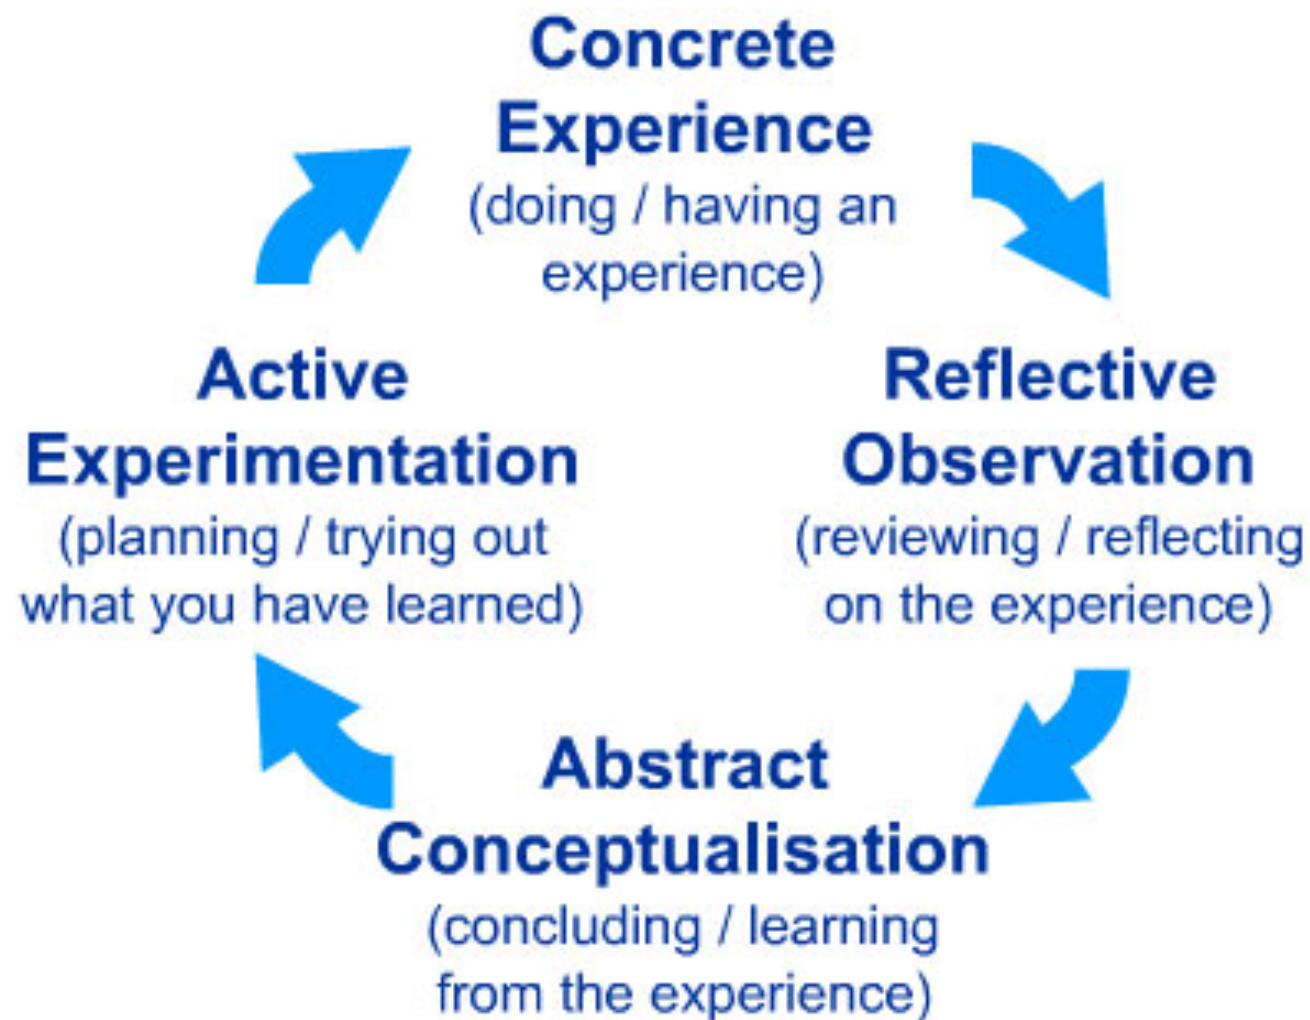 Concrete
Experience
(doing / having an
experience)
Reflective
Observation
(reviewing / reflecting
on the experience)
Abstract
Conceptualisation
(concluding / learning
from the experience)
Active
Experimentation
(planning / trying out
what you have learned)